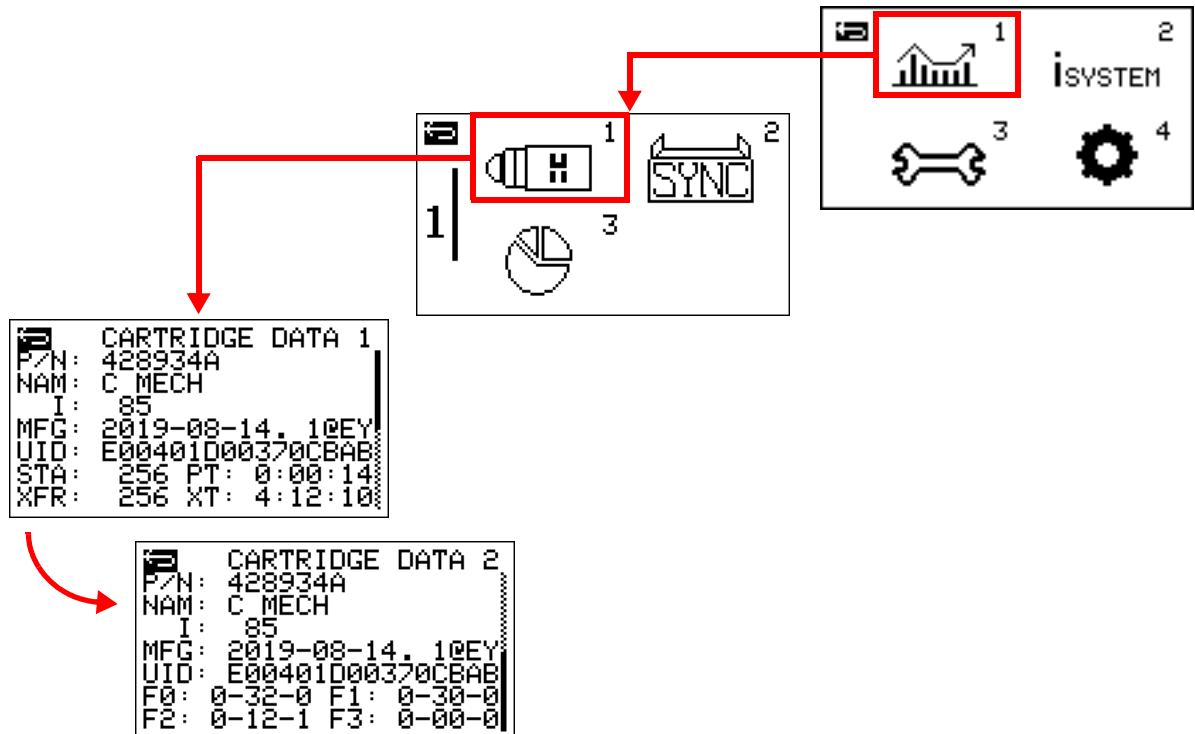 1
2
iSYSTEM
3
4
1
2
SYNC
1
3
CARTRIDGE DATA 1
P/N: 428934A
NAM: C MECH
I: 85
MFG: 2019-08-14. 1@EY
UID: E00401D00370CBAB
STA: 256 PT: 0:00:14
XFR: 256 XT: 4:12:10
CARTRIDGE DATA 2
P/N: 428934A
NAM: C MECH
I: 85
MFG: 2019-08-14. 1@EY
UID: E00401D00370CBAB
F0: 0-32-0 F1: 0-30-0
F2: 0-12-1 F3: 0-00-0